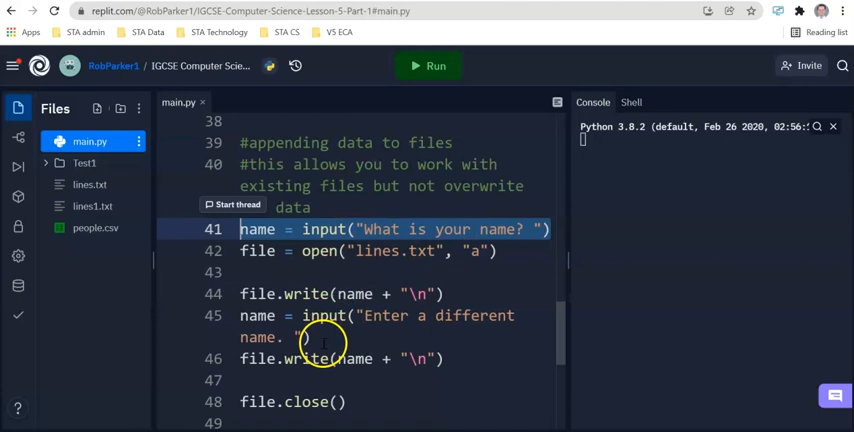 replit.com/@RobParker1/IGCSE-Computer-Science-Lesson-5-Part-1#main.py
Apps STA admin STA Data STA Technology STA CS V5 ECA Reading list
RobParker1 / IGCSE Computer Scie... Run Invite
Files
main.py
Test1
lines.txt
lines1.txt
people.csv
?
main.py ×
38
39 #appending data to files
40 #this allows you to work with
existing files but not overwrite
data
Start thread
41 name = input("What is your name? ")
42 file = open("lines.txt", "a")
43
44 file.write(name + "\n")
45 name = input("Enter a different
name. ")
46 file.write(name + "\n")
47
48 file.close()
49
Console Shell
Python 3.8.2 (default, Feb 26 2020, 02:56: